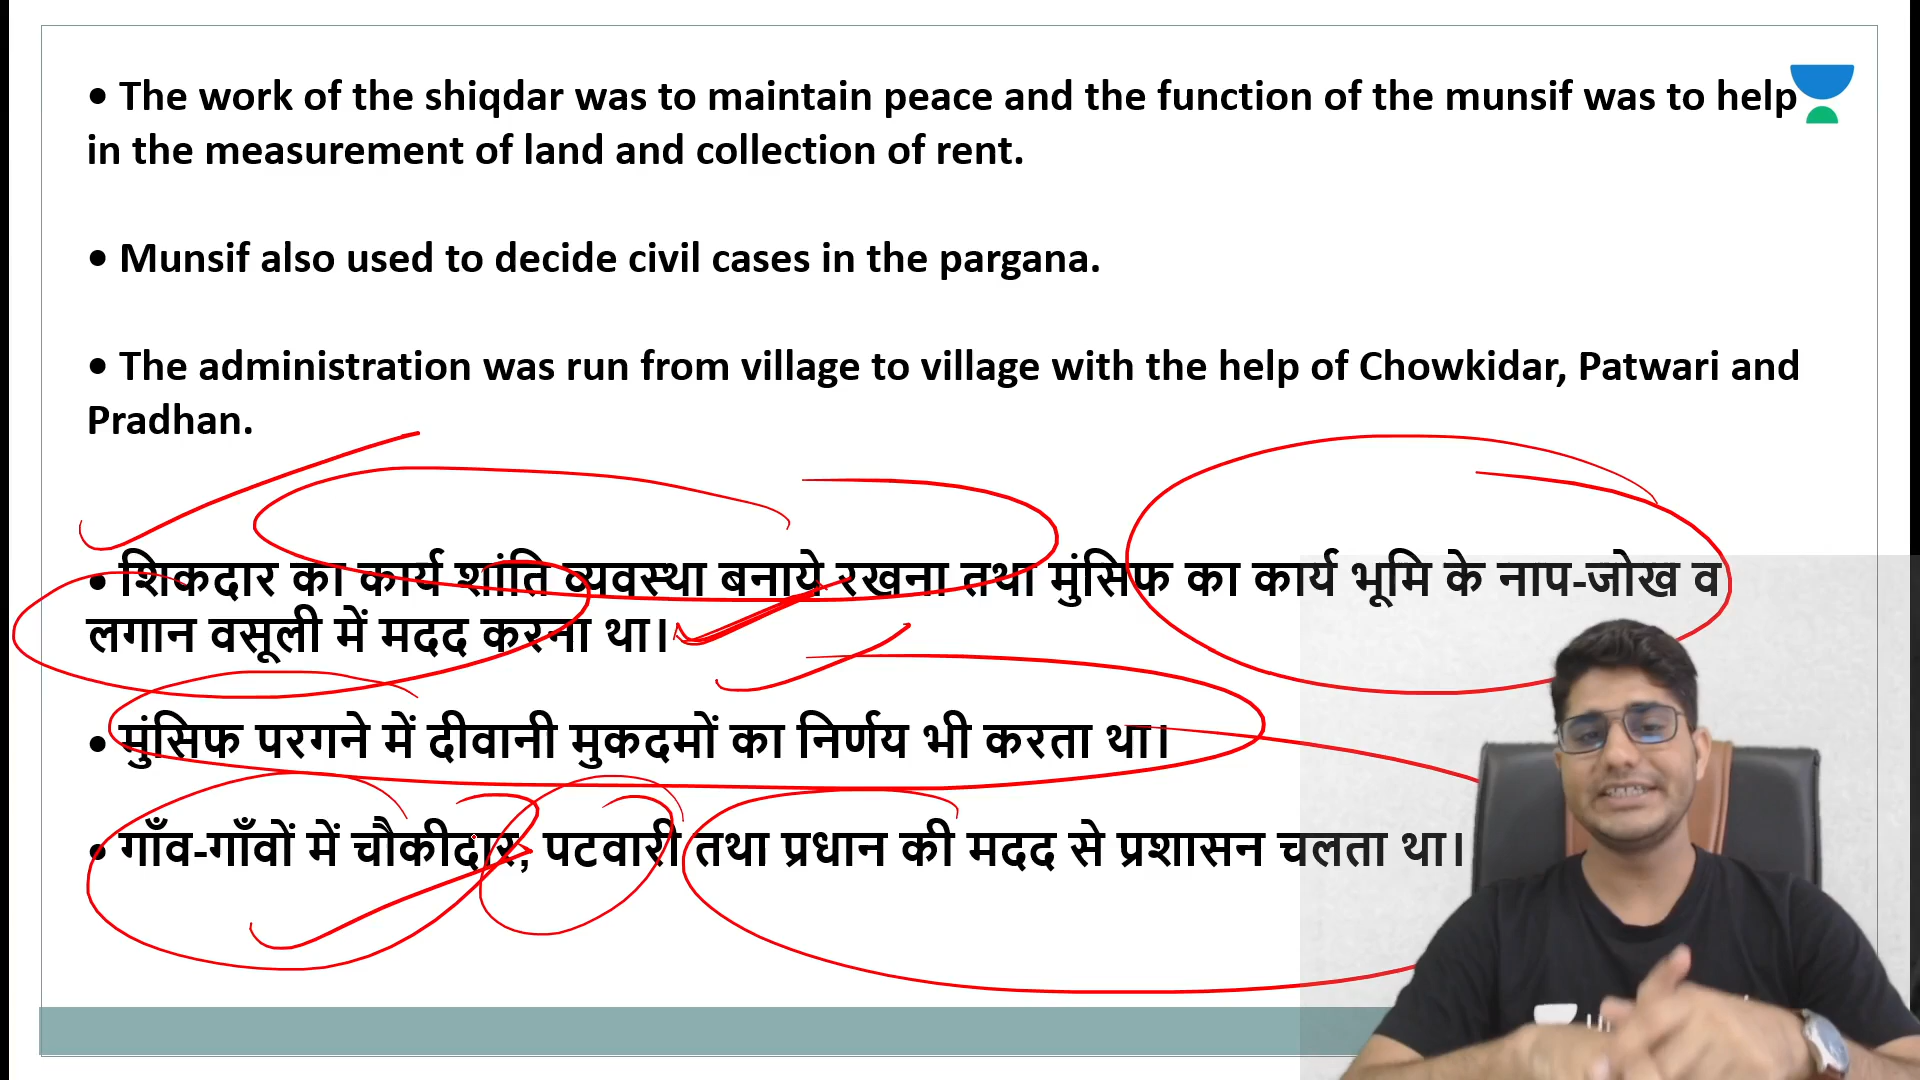 • The work of the shiqdar was to maintain peace and the function of the munsif was to help
in the measurement of land and collection of rent.
• Munsif also used to decide civil cases in the pargana.
• The administration was run from village to village with the help of Chowkidar, Patwari and
Pradhan.
• शिकदार का कार्य शांति व्यवस्था बनाये रखना तथा मुंसिफ का कार्य भूमि के नाप-जोख व
लगान वसूली में मदद करना था।
• मुंसिफ परगने में दीवानी मुकदमों का निर्णय भी करता था।
• गाँव-गाँवों में चौकीदार, पटवारी तथा प्रधान की मदद से प्रशासन चलता था।